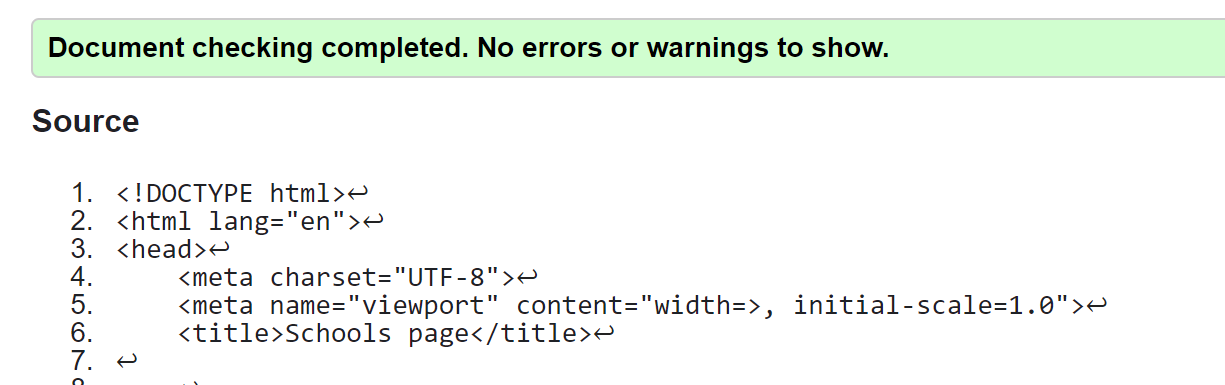 Document checking completed. No errors or warnings to show.
Source
1. <!DOCTYPE html>↩
2. <html lang="en">↩
3. <head>↩
4.     <meta charset="UTF-8">↩
5.     <meta name="viewport" content="width=>, initial-scale=1.0">↩
6.     <title>Schools page</title>↩
7. ↩